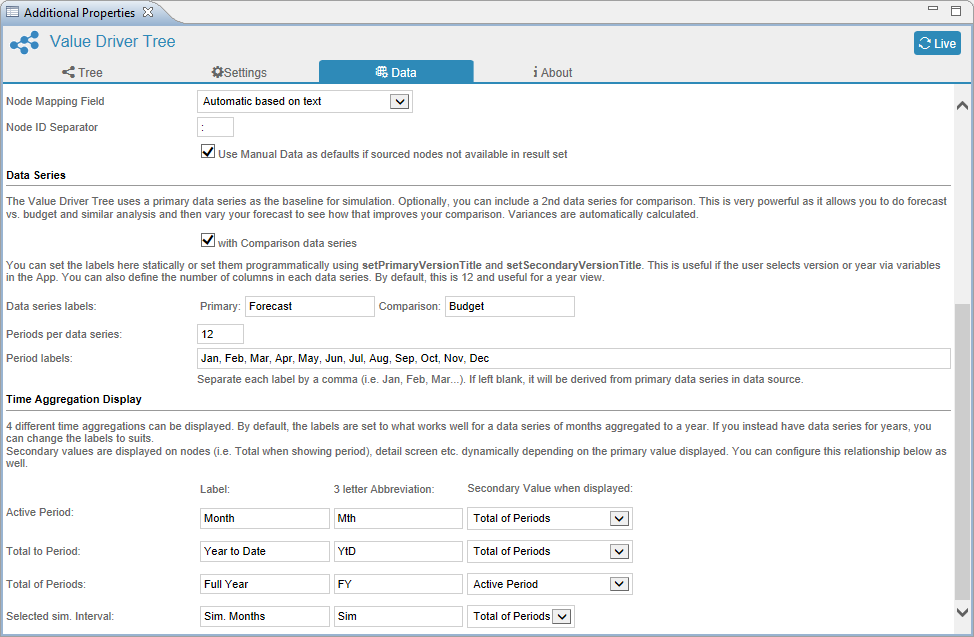 Additional Properties
Value Driver Tree
Live
Tree Settings Data About
Node Mapping Field Automatic based on text
Node ID Separator :
Use Manual Data as defaults if sourced nodes not available in result set
Data Series
The Value Driver Tree uses a primary data series as the baseline for simulation. Optionally, you can include a 2nd data series for comparison. This is very powerful as it allows you to do forecast
vs. budget and similar analysis and then vary your forecast to see how that improves your comparison. Variances are automatically calculated.
with Comparison data series
You can set the labels here statically or set them programmatically using setPrimaryVersionTitle and setSecondaryVersionTitle. This is useful if the user selects version or year via variables
in the App. You can also define the number of columns in each data series. By default, this is 12 and useful for a year view.
Data series labels: Primary: Forecast Comparison: Budget
Periods per data series: 12
Period labels: Jan, Feb, Mar, Apr, May, Jun, Jul, Aug, Sep, Oct, Nov, Dec
Separate each label by a comma (i.e. Jan, Feb, Mar...). If left blank, it will be derived from primary data series in data source.
Time Aggregation Display
4 different time aggregations can be displayed. By default, the labels are set to what works well for a data series of months aggregated to a year. If you instead have data series for years, you
can change the labels to suits.
Secondary values are displayed on nodes (i.e. Total when showing period), detail screen etc. dynamically depending on the primary value displayed. You can configure this relationship below as
well.
Label: 3 letter Abbreviation: Secondary Value when displayed:
Active Period: Month Mth Total of Periods
Total to Period: Year to Date YtD Total of Periods
Total of Periods: Full Year FY Active Period
Selected sim. Interval: Sim. Months Sim Total of Periods